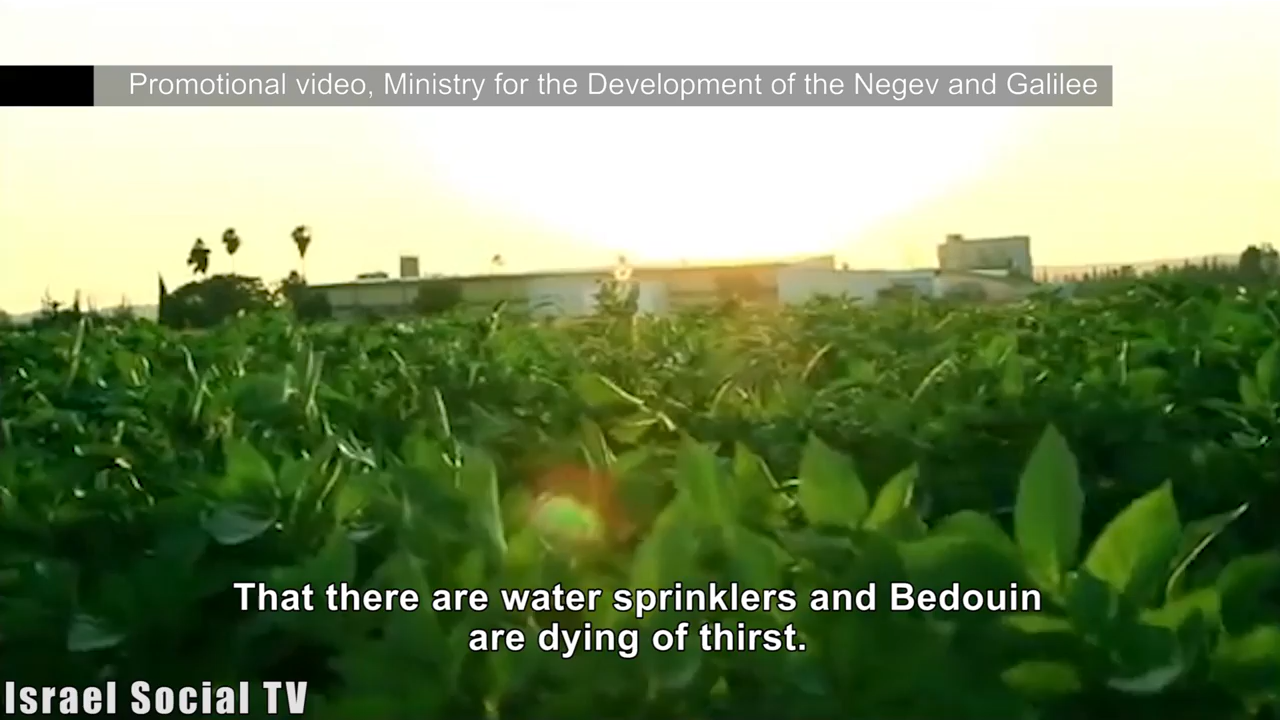 Promotional video, Ministry for the Development of the Negev and Galilee
That there are water sprinklers and Bedouin
are dying of thirst.
Israel Social TV